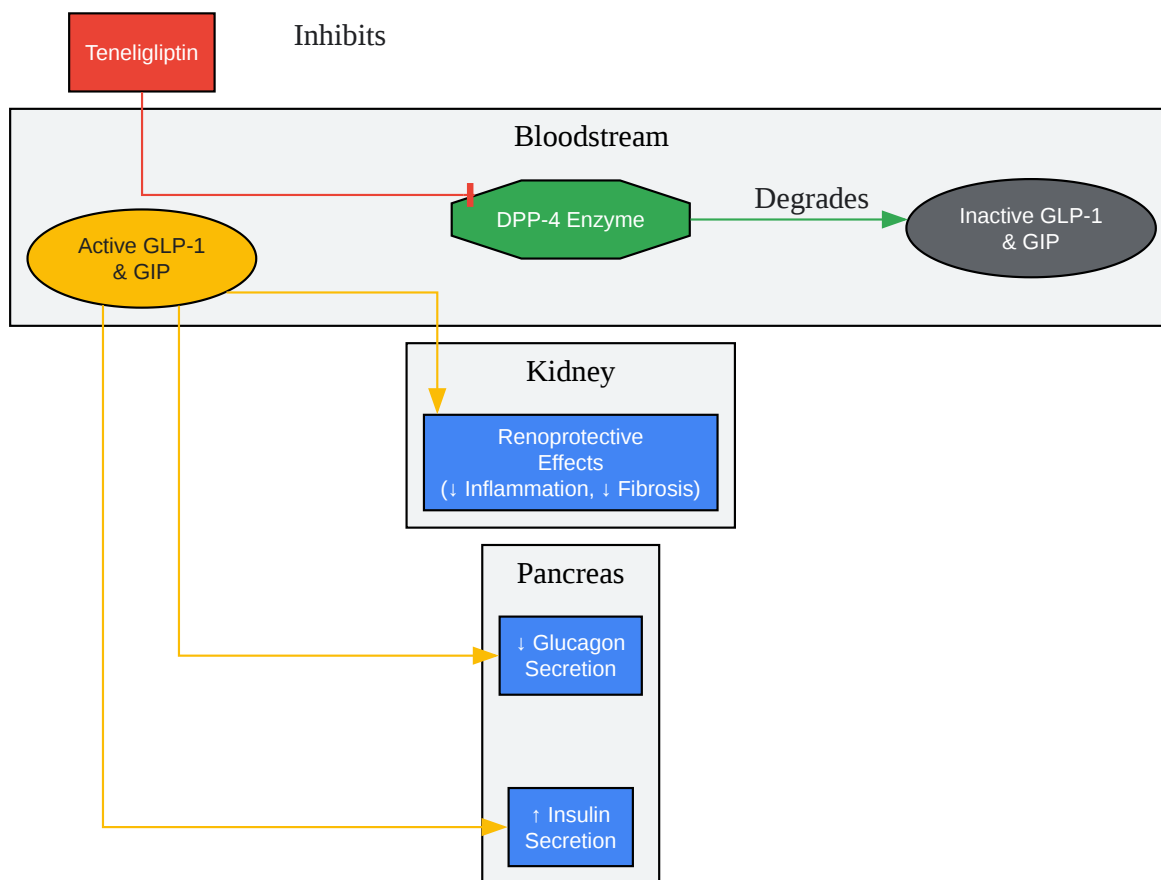 Teneligliptin
Inhibits
Bloodstream
DPP-4 Enzyme
Degrades
Inactive GLP-1
& GIP
Active GLP-1
& GIP
Kidney
Renoprotective
Effects
(↓ Inflammation, ↓ Fibrosis)
Pancreas
↓ Glucagon
Secretion
↑ Insulin
Secretion